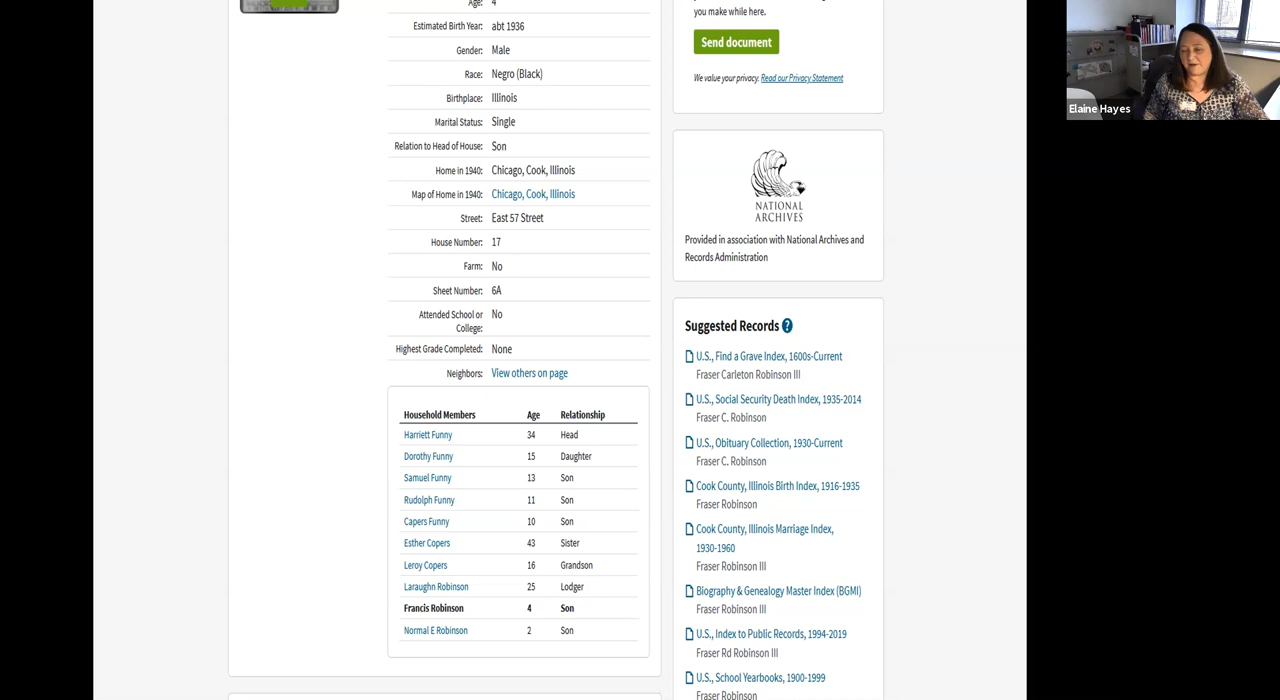 Age: 4
Estimated Birth Year: abt 1936
Gender: Male
Race: Negro (Black)
Birthplace: Illinois
Marital Status: Single
Relation to Head of House: Son
Home in 1940: Chicago, Cook, Illinois
Map of Home in 1940: Chicago, Cook, Illinois
Street: East 57 Street
House Number: 17
Farm: No
Sheet Number: 6A
Attended School or College: No
Highest Grade Completed: None
Neighbors: View others on page
Household Members Age Relationship
Harriett Funny 34 Head
Dorothy Funny 15 Daughter
Samuel Funny 13 Son
Rudolph Funny 11 Son
Capers Funny 10 Son
Esther Copers 43 Sister
Leroy Copers 16 Grandson
Laraughn Robinson 25 Lodger
Francis Robinson 4 Son
Normal E Robinson 2 Son
you make while here.
Send document
We value your privacy. Read our Privacy Statement
NATIONAL
ARCHIVES
Provided in association with National Archives and
Records Administration
Suggested Records ?
U.S., Find a Grave Index, 1600s-Current
Fraser Carleton Robinson III
U.S., Social Security Death Index, 1935-2014
Fraser C. Robinson
U.S., Obituary Collection, 1930-Current
Fraser C. Robinson
Cook County, Illinois Birth Index, 1916-1935
Fraser Robinson
Cook County, Illinois Marriage Index,
1930-1960
Fraser Robinson III
Biography & Genealogy Master Index (BGMI)
Fraser Robinson III
U.S., Index to Public Records, 1994-2019
Fraser Rd Robinson III
U.S., School Yearbooks, 1900-1999
Fraser Robinson
Elaine Hayes